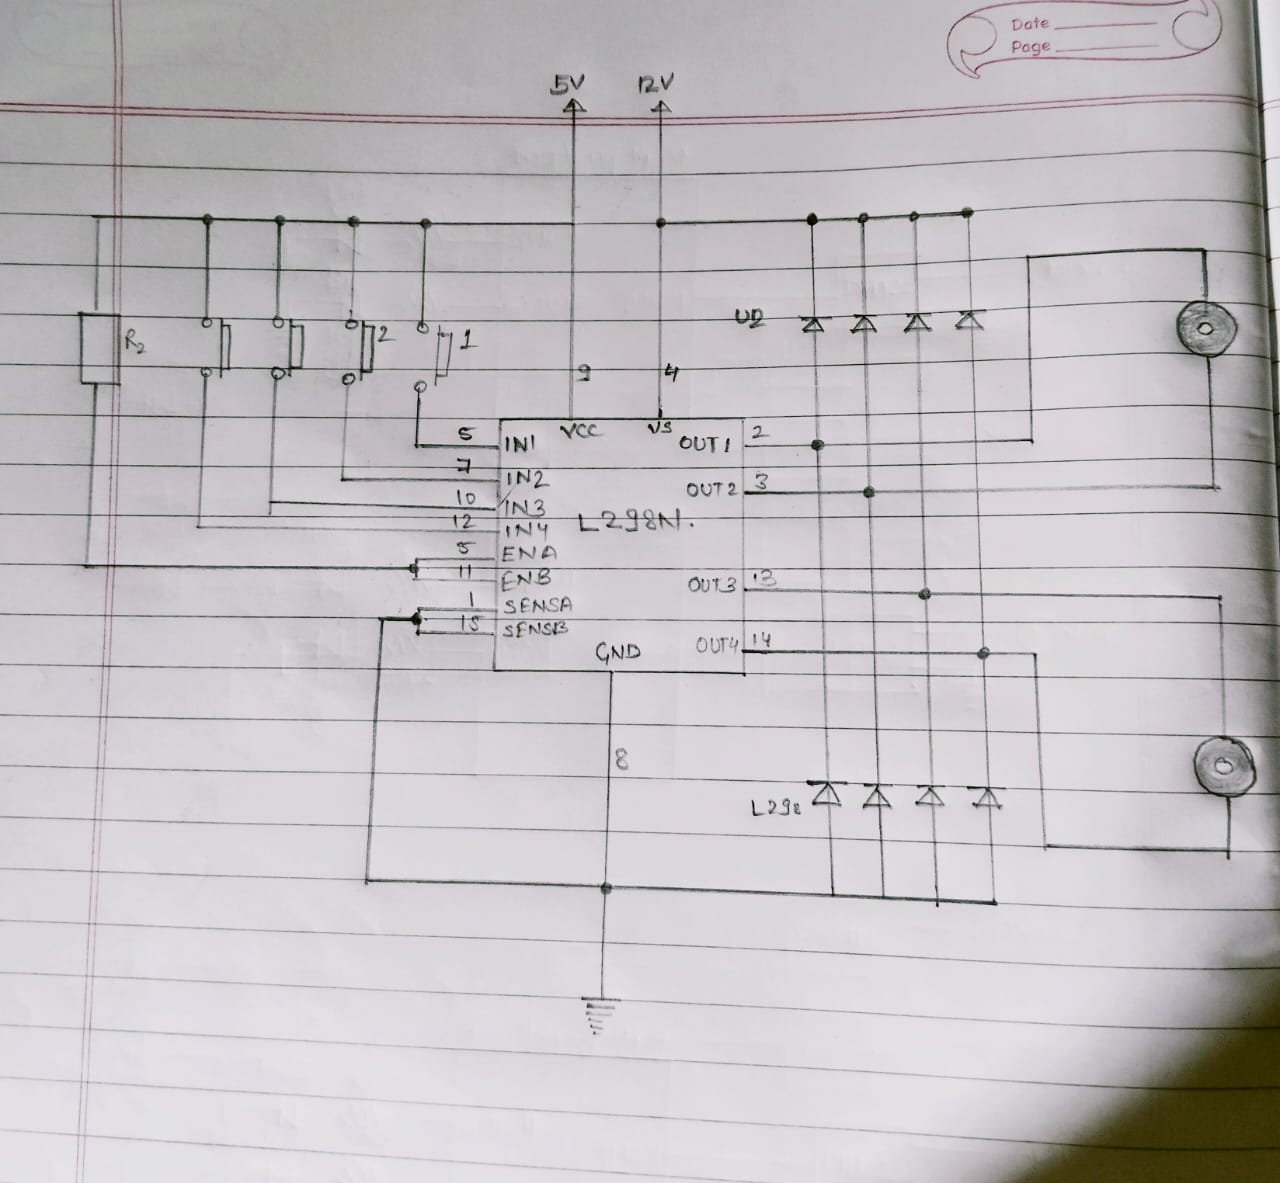 Date
Page
5V 12V
R2
2
1
U2
9
4
5
7
10
12
5
11
1
15
IN1
IN2
IN3
IN4
ENA
ENB
SENSA
SENSB
VCC
VS
L298N.
GND
OUT1
OUT2
OUT3
OUT4
2
3
13
14
8
L298